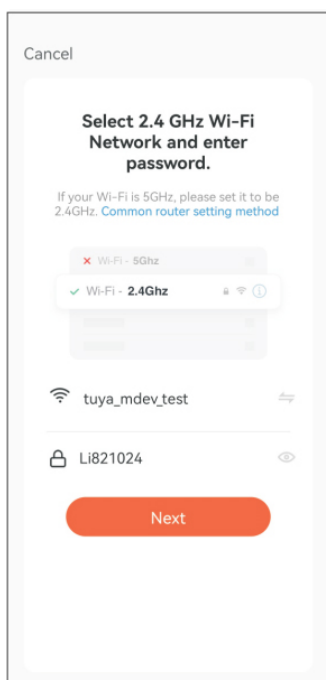 Cancel
Select 2.4 GHz Wi-Fi
Network and enter
password.
If your Wi-Fi is 5GHz, please set it to be
2.4GHz. Common router setting method
Wi-Fi - 5Ghz
Wi-Fi - 2.4Ghz
tuya_mdev_test
Li821024
Next